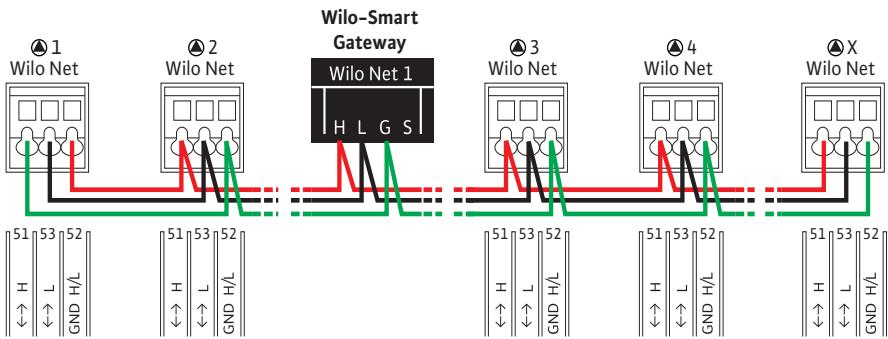 Wilo-Smart
Gateway
1
Wilo Net
2
Wilo Net
Wilo Net 1
H L G S
3
Wilo Net
4
Wilo Net
X
Wilo Net
51 53 52
<--> H
<--> L
GND H/L
51 53 52
<--> H
<--> L
GND H/L
51 53 52
<--> H
<--> L
GND H/L
51 53 52
<--> H
<--> L
GND H/L
51 53 52
<--> H
<--> L
GND H/L